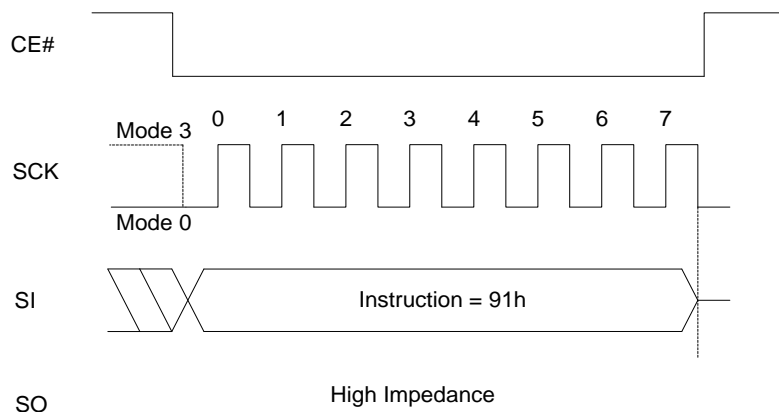 CE#
Mode 3
0 1 2 3 4 5 6 7
SCK
Mode 0
SI
Instruction = 91h
SO
High Impedance